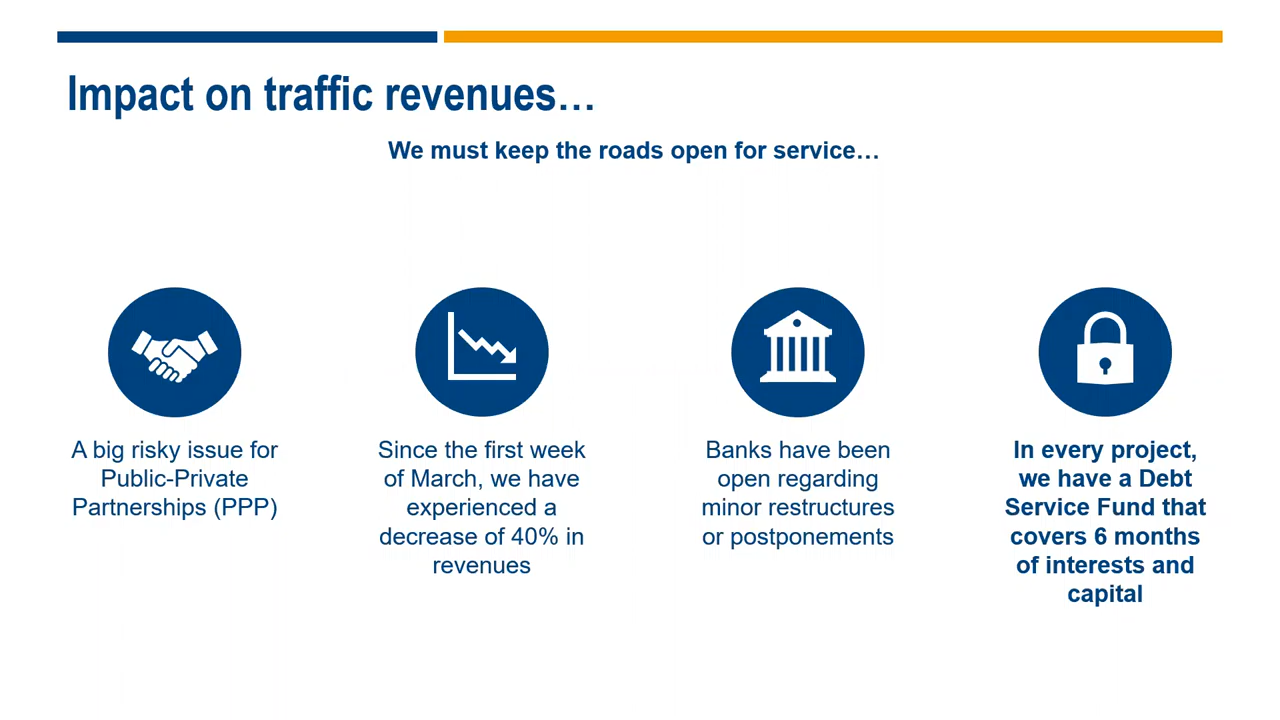 Impact on traffic revenues…
We must keep the roads open for service…
A big risky issue for
Public-Private
Partnerships (PPP)
Since the first week
of March, we have
experienced a
decrease of 40% in
revenues
Banks have been
open regarding
minor restructures
or postponements
In every project,
we have a Debt
Service Fund that
covers 6 months
of interests and
capital